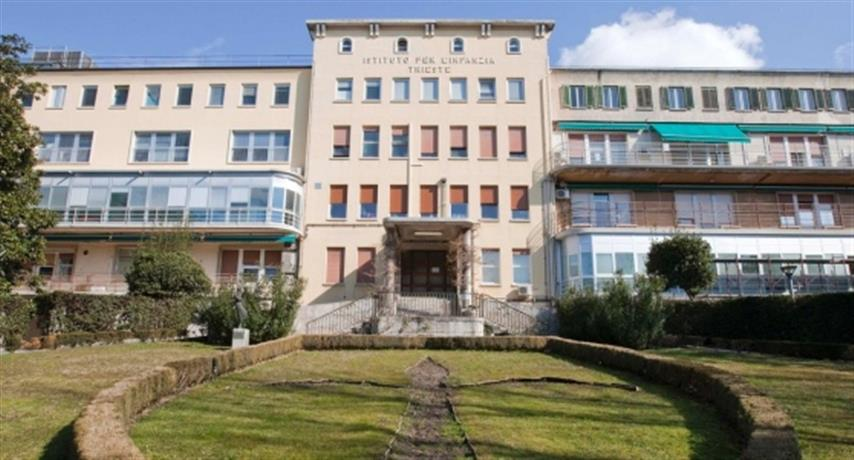 ISTITUTO PER L'INFANZIA
TRIESTE